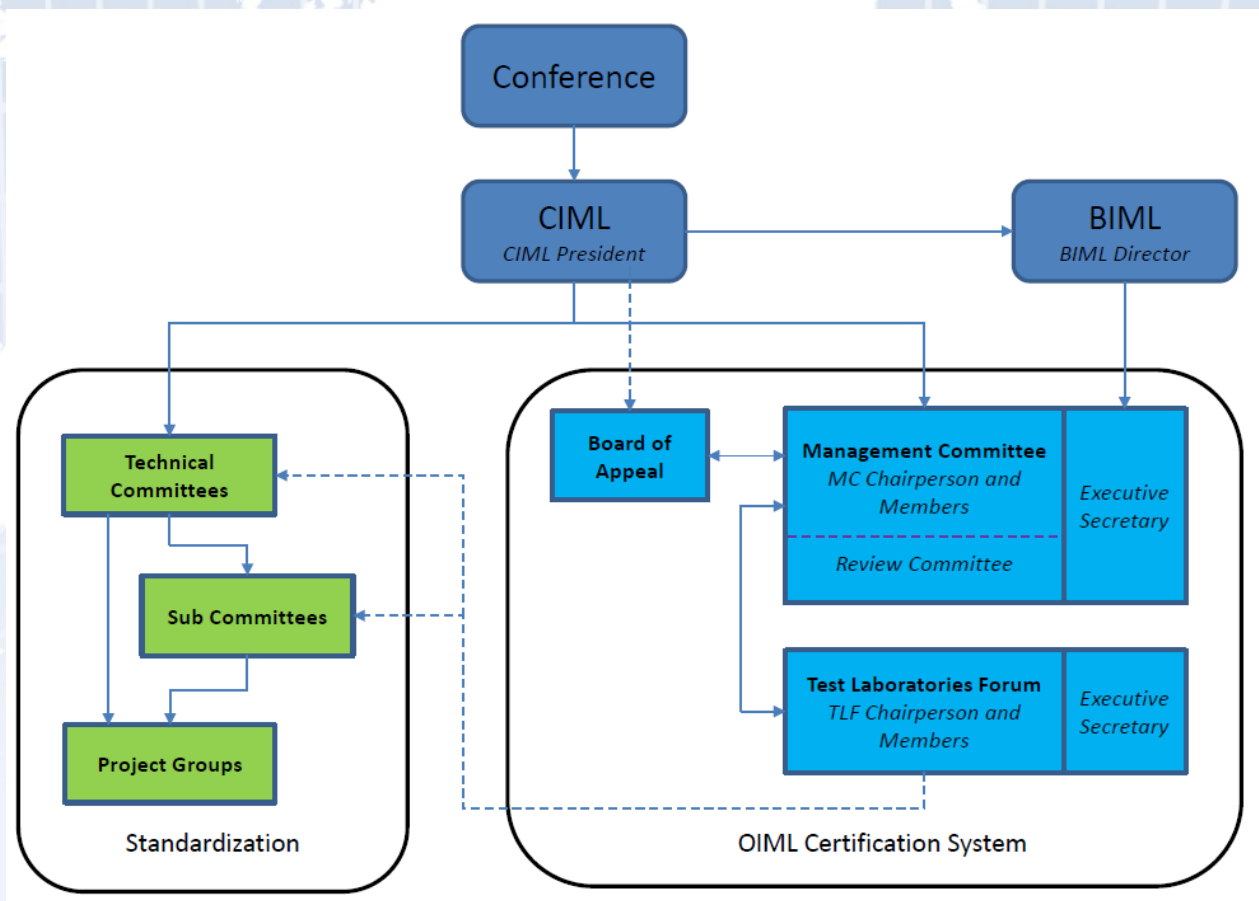 Conference
CIML
CIML President
BIML
BIML Director
Technical
Committees
Sub Committees
Project Groups
Standardization
Board of
Appeal
Management Committee
MC Chairperson and
Members
Review Committee
Executive
Secretary
Test Laboratories Forum
TLF Chairperson and
Members
Executive
Secretary
OIML Certification System